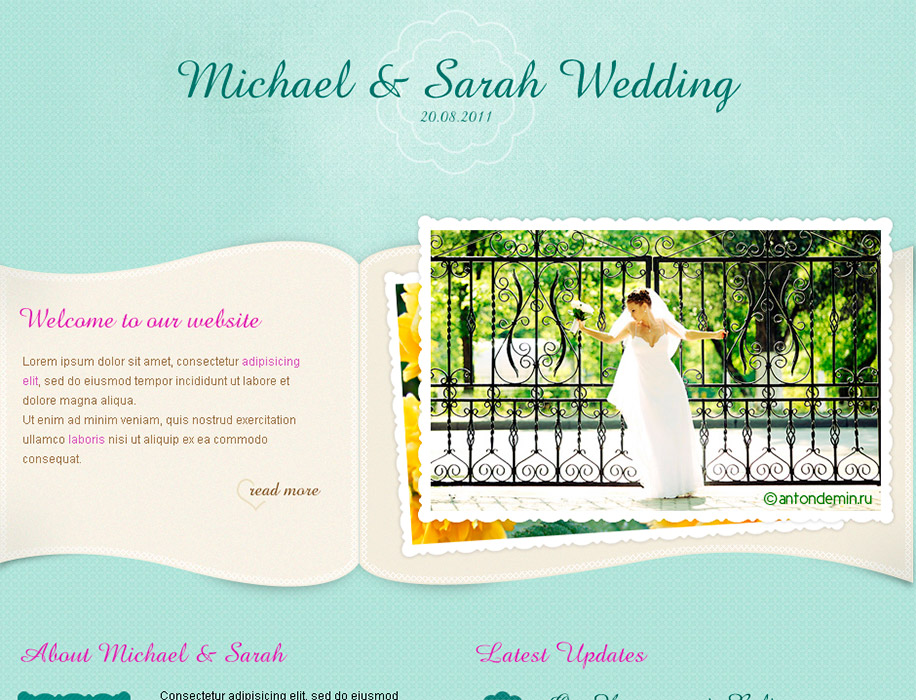 Michael & Sarah Wedding
20.08.2011
Welcome to our website
Lorem ipsum dolor sit amet, consectetur adipisicing
elit, sed do eiusmod tempor incididunt ut labore et
dolore magna aliqua.
Ut enim ad minim veniam, quis nostrud exercitation
ullamco laboris nisi ut aliquip ex ea commodo
consequat.
read more
©antondemin.ru
About Michael & Sarah
Latest Updates
Consectetur adipisicing elit, sed do eiusmod